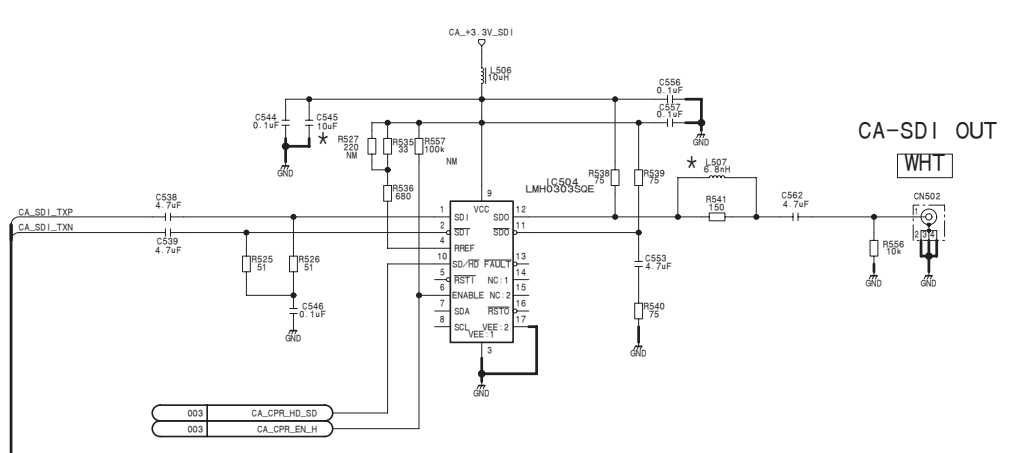 CA_+3.3V_SDI
L506
10uH
C556
0.1uF
C557
0.1uF
GND
C544
0.1uF
C545
10uF
*
GND
R527
220
NM
R535
33
R557
100k
NM
R536
680
CA-SDI OUT
WHT
IC504
LMH0303SQE
R538
75
R539
75
*
L507
6.8nH
R541
150
C562
4.7uF
CN502
1
2 3 4
R556
10k
GND
GND
CA_SDI_TXP
CA_SDI_TXN
C538
4.7uF
C539
4.7uF
R525
51
R526
51
C546
0.1uF
GND
9
VCC
1 SDI SDO 12
2 SDI SDO 11
4 RREF
10 SD/HD FAULT 13
5 RSTI NC:1 14
6 ENABLE NC:2 15
7 SDA RSTO 16
8 SCL VEE:2 17
VEE:1
3
GND
C553
4.7uF
R540
75
GND
003 CA_CPR_HD_SD
003 CA_CPR_EN_H